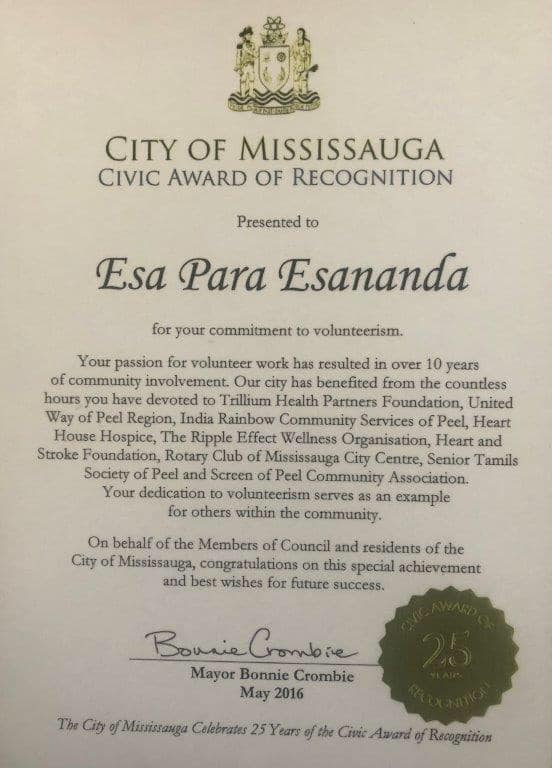 CITY OF MISSISSAUGA
CIVIC AWARD OF RECOGNITION
Presented to
Esa Para Esananda
for your commitment to volunteerism.
Your passion for volunteer work has resulted in over 10 years
of community involvement. Our city has benefited from the countless
hours you have devoted to Trillium Health Partners Foundation, United
Way of Peel Region, India Rainbow Community Services of Peel, Heart
House Hospice, The Ripple Effect Wellness Organisation, Heart and
Stroke Foundation, Rotary Club of Mississauga City Centre, Senior Tamils
Society of Peel and Screen of Peel Community Association.
Your dedication to volunteerism serves as an example
for others within the community.
On behalf of the Members of Council and residents of the
City of Mississauga, congratulations on this special achievement
and best wishes for future success.
Bonnie Crombie
Mayor Bonnie Crombie
May 2016
CIVIC AWARD OF
25
YEARS
RECOGNITION
The City of Mississauga Celebrates 25 Years of the Civic Award of Recognition